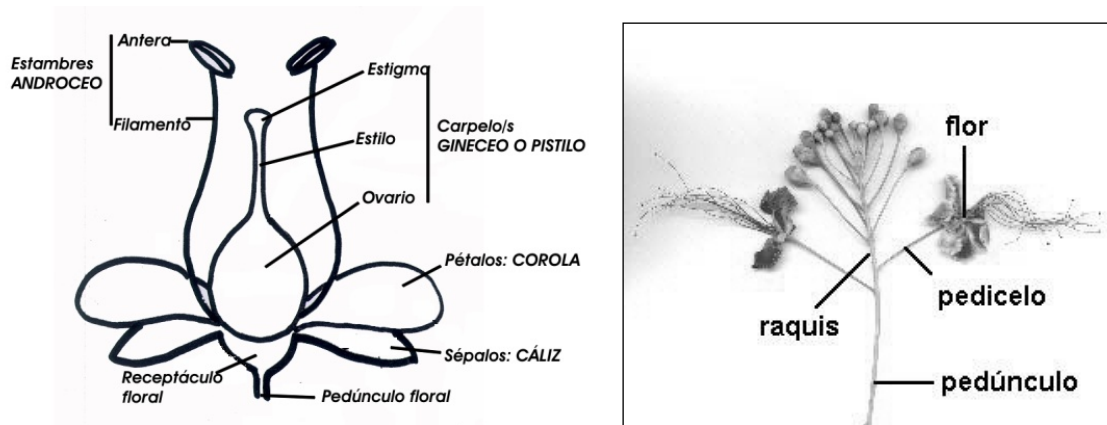 Antera
Estambres
ANDROCEO
Filamento
Estigma
Estilo
Carpelo/s
GINECEO O PISTILO
Ovario
Pétalos: COROLA
Sépalos: CÁLIZ
Receptáculo
floral
Pedúnculo floral
flor
pedicelo
raquis
pedúnculo